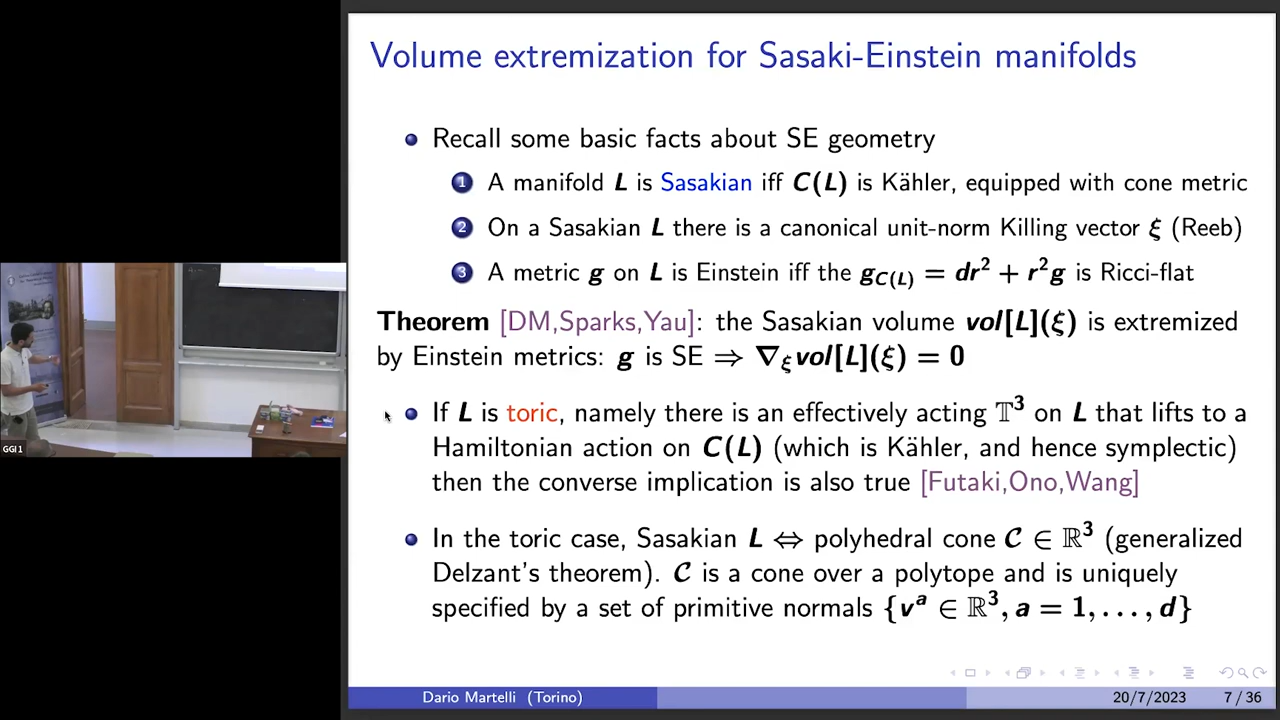 Volume extremization for Sasaki-Einstein manifolds
Recall some basic facts about SE geometry
1 A manifold L is Sasakian iff C(L) is Kähler, equipped with cone metric
2 On a Sasakian L there is a canonical unit-norm Killing vector ξ (Reeb)
3 A metric g on L is Einstein iff the g_{C(L)} = dr² + r²g is Ricci-flat
Theorem [DM,Sparks,Yau]: the Sasakian volume vol[L](ξ) is extremized
by Einstein metrics: g is SE ⇒ ∇_ξ vol[L](ξ) = 0
If L is toric, namely there is an effectively acting 𝕋³ on L that lifts to a
Hamiltonian action on C(L) (which is Kähler, and hence symplectic)
then the converse implication is also true [Futaki,Ono,Wang]
In the toric case, Sasakian L ⇔ polyhedral cone 𝒞 ∈ ℝ³ (generalized
Delzant's theorem). 𝒞 is a cone over a polytope and is uniquely
specified by a set of primitive normals {vᵃ ∈ ℝ³, a = 1, . . . , d}
GGI 1
Dario Martelli (Torino)
20/7/2023
7 / 36